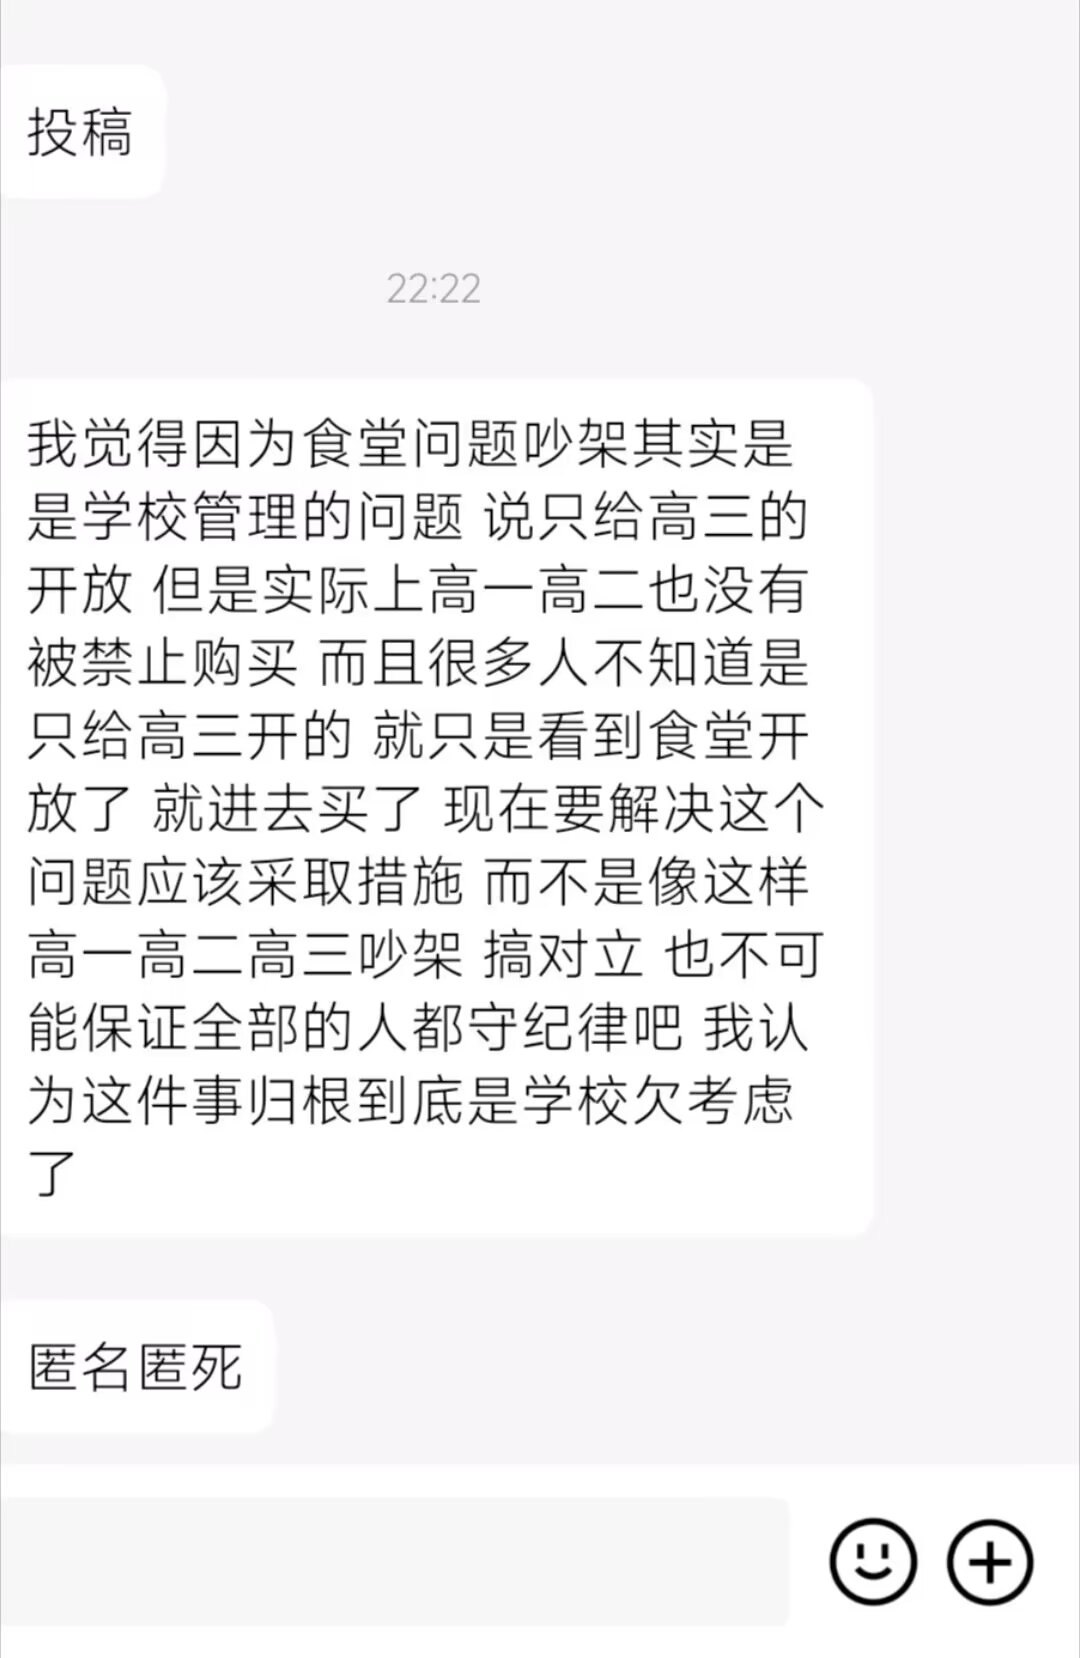 投稿
22:22
我觉得因为食堂问题吵架其实是
是学校管理的问题 说只给高三的
开放 但是实际上高一高二也没有
被禁止购买 而且很多人不知道是
只给高三开的 就只是看到食堂开
放了 就进去买了 现在要解决这个
问题应该采取措施 而不是像这样
高一高二高三吵架 搞对立 也不可
能保证全部的人都守纪律吧 我认
为这件事归根到底是学校欠考虑
了
匿名匿死